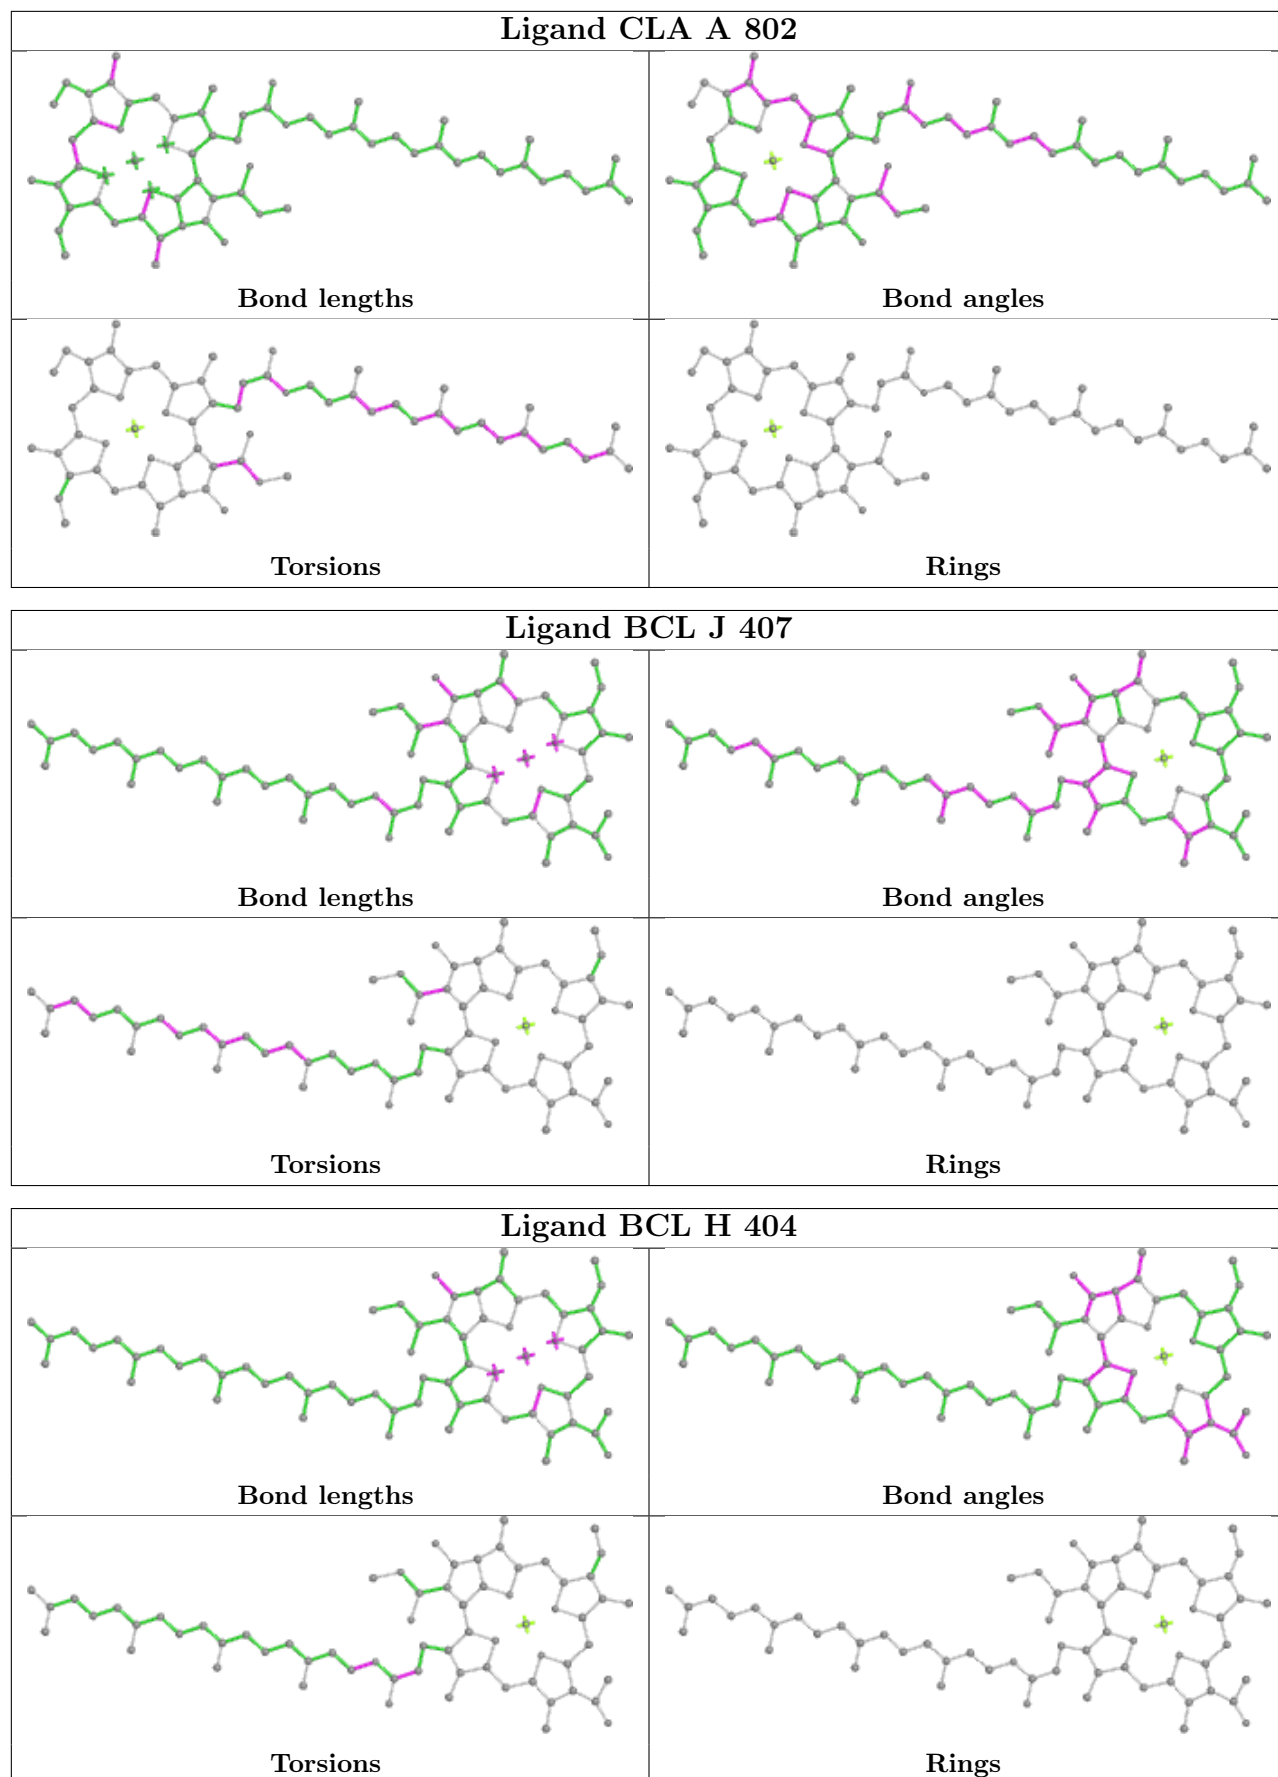 Ligand CLA A 802
Bond lengths
Bond angles
Torsions
Rings
Ligand BCL J 407
Bond lengths
Bond angles
Torsions
Rings
Ligand BCL H 404
Bond lengths
Bond angles
Torsions
Rings